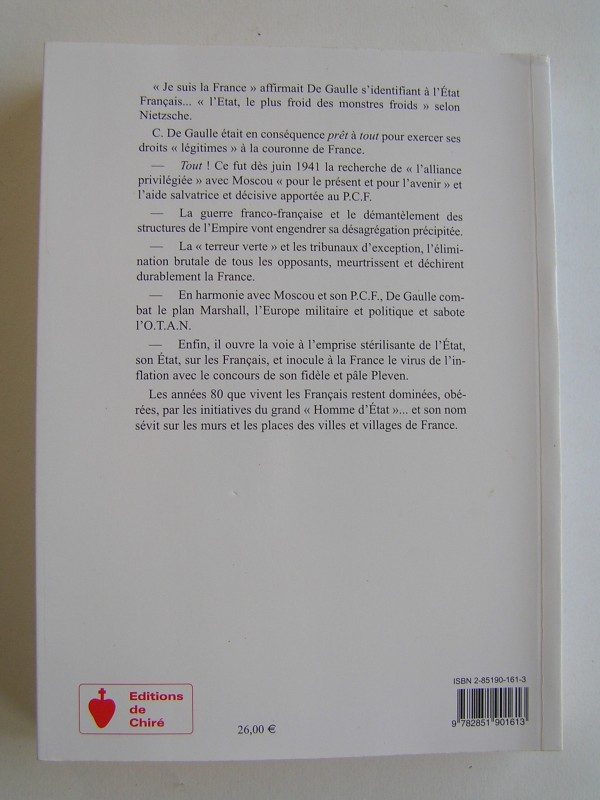 « Je suis la France » affirmait De Gaulle s'identifiant à l'État
Français... « l'Etat, le plus froid des monstres froids » selon
Nietzsche.
C. De Gaulle était en conséquence prêt à tout pour exercer ses
droits « légitimes » à la couronne de France.
— Tout ! Ce fut dès juin 1941 la recherche de « l'alliance
privilégiée » avec Moscou « pour le présent et pour l'avenir » et
l'aide salvatrice et décisive apportée au P.C.F.
— La guerre franco-française et le démantèlement des
structures de l'Empire vont engendrer sa désagrégation précipitée.
— La « terreur verte » et les tribunaux d'exception, l'élimi-
nation brutale de tous les opposants, meurtrissent et déchirent
durablement la France.
— En harmonie avec Moscou et son P.C.F., De Gaulle com-
bat le plan Marshall, l'Europe militaire et politique et sabote
l'O.T.A.N.
— Enfin, il ouvre la voie à l'emprise stérilisante de l'État,
son État, sur les Français, et inocule à la France le virus de l'in-
flation avec le concours de son fidèle et pâle Pleven.
Les années 80 que vivent les Français restent dominées, obé-
rées, par les initiatives du grand « Homme d'État »... et son nom
sévit sur les murs et les places des villes et villages de France.
Editions
de
Chiré
26,00 €
ISBN 2-85190-161-3
9 782851 901613